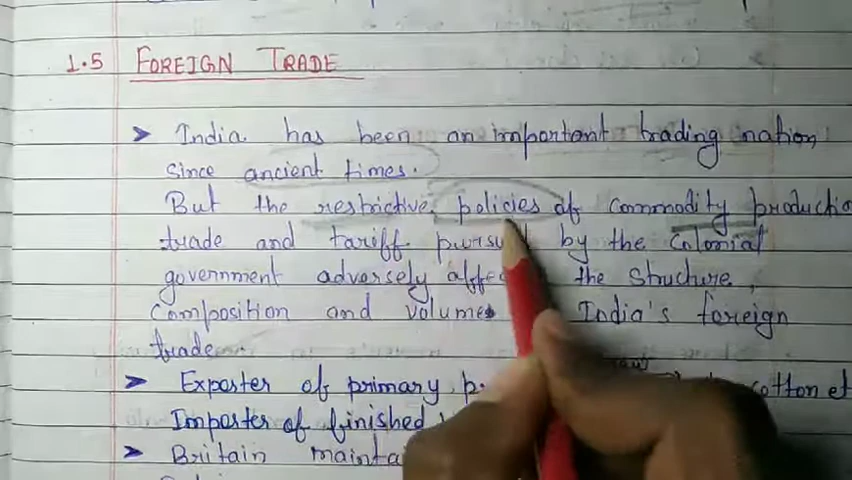 1.5 FOREIGN TRADE
➤ India has been an important trading nation,
since ancient times.
But the restrictive policies of commodity productio
trade and tariff pursu by the Colonial
government adversely affec the structure,
Composition and volume India's foreign
trade.
➤ Exporter of primary p cotton et
Importer of finished
➤ Britain maintai